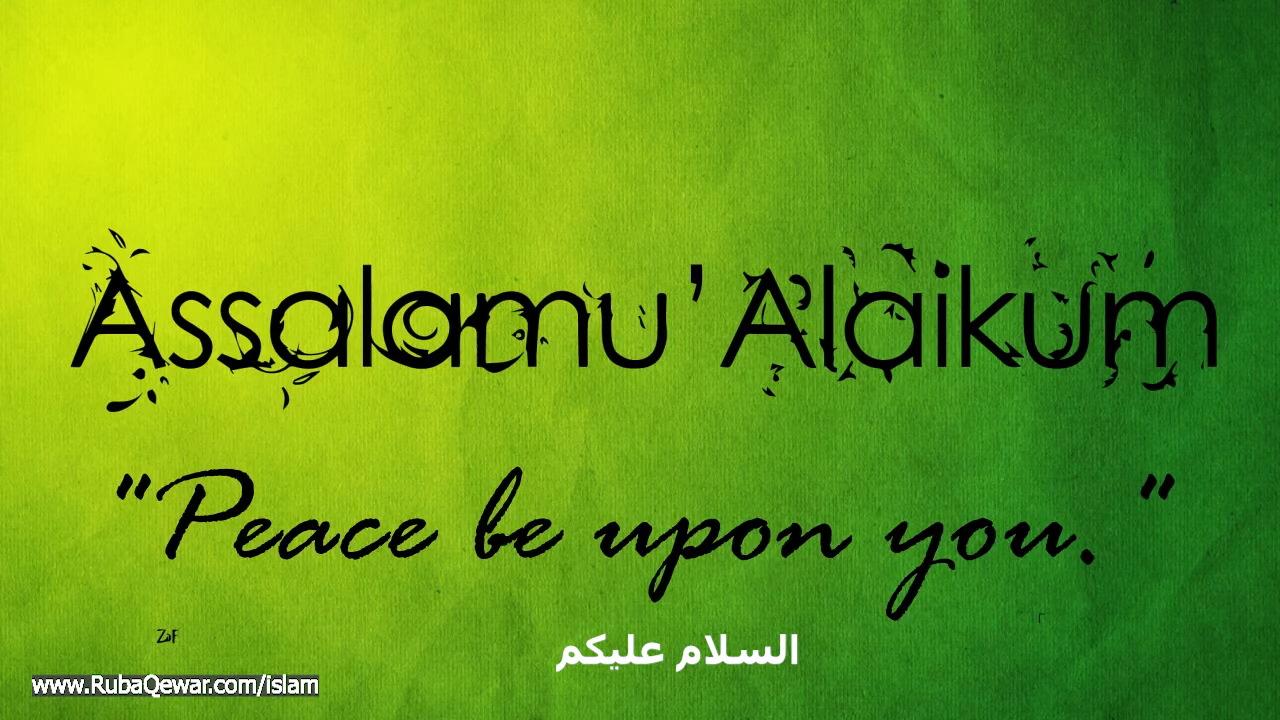 Assalamu 'Alaikum
"Peace be upon you."
السلام عليكم
ZaF
www.RubaQewar.com/islam